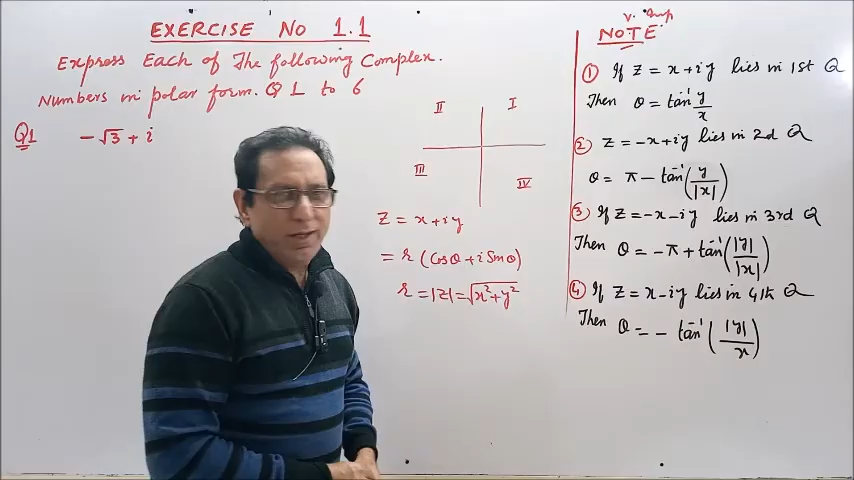 EXERCISE No 1.1
Express Each of The following Complex.
Numbers in polar form. Q 1 to 6
Q1 -√3 + i
II I
III IV
Z = x+iy
= r (Cosθ + i Sinθ)
r = |Z| = √x²+y²
V. Imp
NOTE
① If Z = x+iy lies in 1st Q
Then θ = tan⁻¹ y/x
② Z = -x+iy lies in 2d Q
θ = π - tan⁻¹(y/|x|)
③ If Z = -x-iy lies in 3rd Q
Then θ = -π + tan⁻¹(|y|/|x|)
④ If Z = x-iy lies in 4th Q
Then θ = - tan⁻¹(|y|/x)